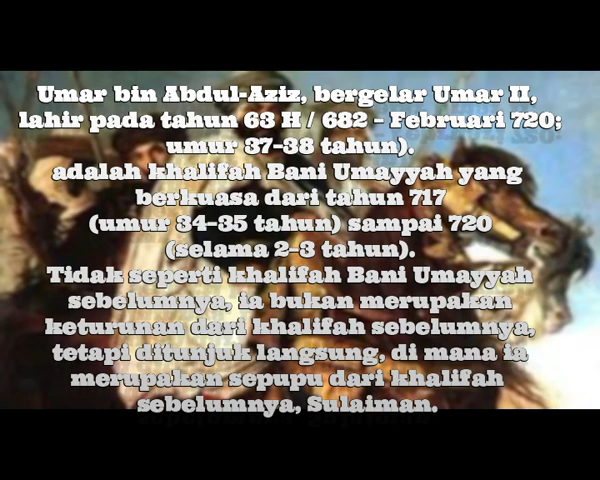 Umar bin Abdul-Aziz, bergelar Umar II,
lahir pada tahun 63 H / 682 – Februari 720;
umur 37–38 tahun).
adalah khalifah Bani Umayyah yang
berkuasa dari tahun 717
(umur 34–35 tahun) sampai 720
(selama 2–3 tahun).
Tidak seperti khalifah Bani Umayyah
sebelumnya, ia bukan merupakan
keturunan dari khalifah sebelumnya,
tetapi ditunjuk langsung, di mana ia
merupakan sepupu dari khalifah
sebelumnya, Sulaiman.